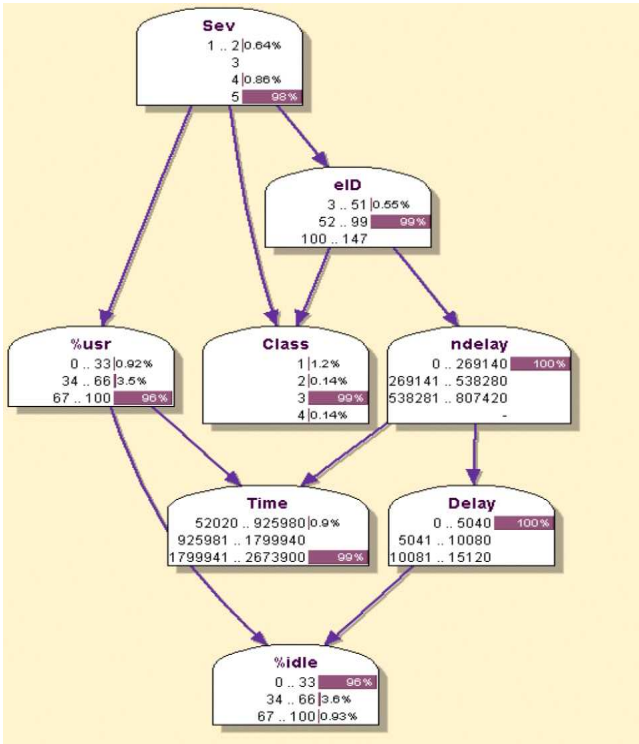 Sev
1 .. 2 0.64%
3
4 0.86%
5 98%
eID
3 .. 51 0.55%
52 .. 99 99%
100 .. 147
%usr
0 .. 33 0.92%
34 .. 66 3.5%
67 .. 100 96%
Class
1 1.2%
2 0.14%
3 99%
4 0.14%
ndelay
0 .. 269140 100%
269141 .. 538280
538281 .. 807420
-
Time
52020 .. 925980 0.9%
925981 .. 1799940
1799941 .. 2673900 99%
Delay
0 .. 5040 100%
5041 .. 10080
10081 .. 15120
%idle
0 .. 33 96%
34 .. 66 3.6%
67 .. 100 0.93%